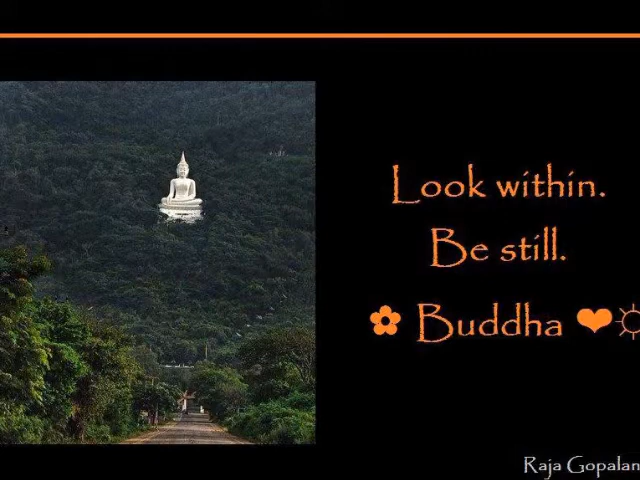 Look within.
Be still.
✿ Buddha ❤☼
Raja Gopalan